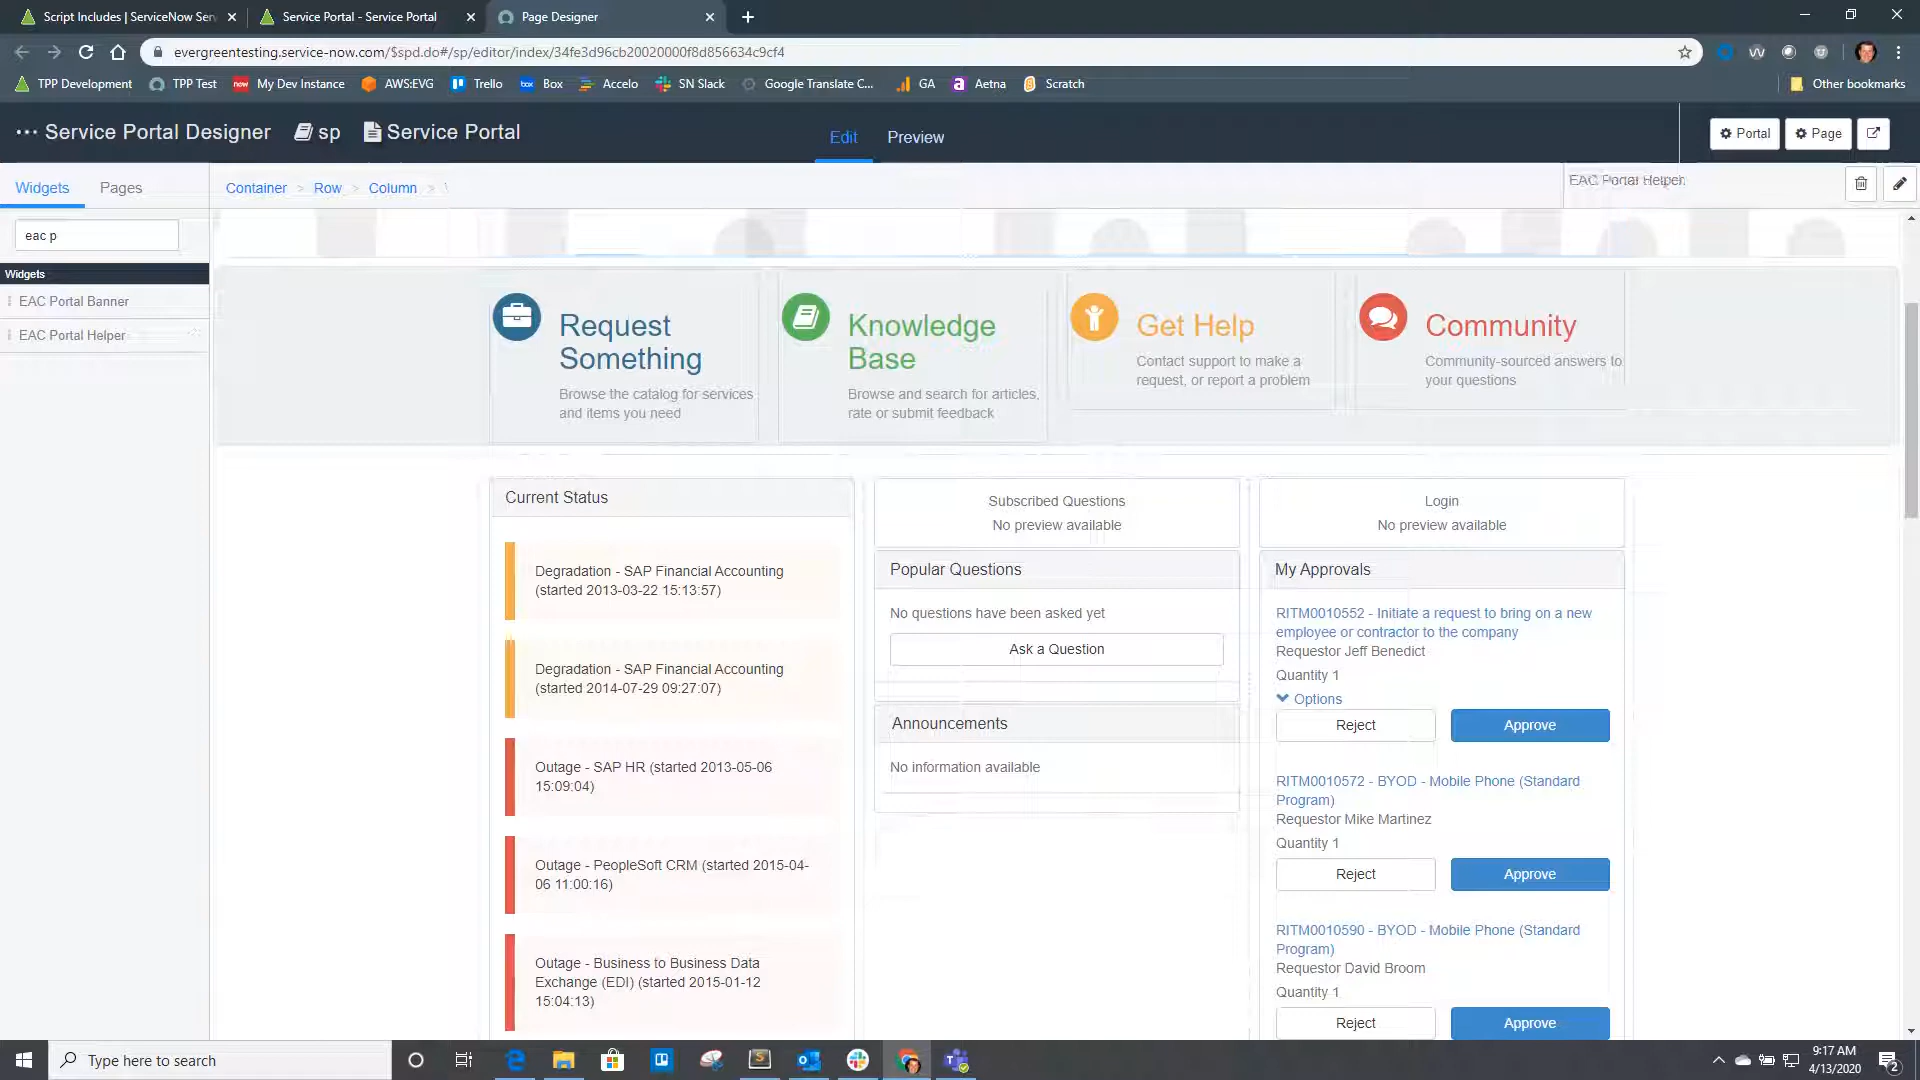 Script Includes | ServiceNow Ser
Service Portal - Service Portal
Page Designer
evergreentesting.service-now.com/$spd.do#/sp/editor/index/34fe3d96cb20020000f8d856634c9cf4
TPP Development
TPP Test
My Dev Instance
AWS:EVG
Trello
Box
Accelo
SN Slack
Google Translate C...
GA
Aetna
Scratch
Other bookmarks
Service Portal Designer
sp
Service Portal
Edit
Preview
Portal
Page
Widgets
Pages
Container > Row > Column >
EAC Portal Helper
eac p
Widgets
EAC Portal Banner
EAC Portal Helper
Request
Something
Browse the catalog for services
and items you need
Knowledge
Base
Browse and search for articles,
rate or submit feedback
Get Help
Contact support to make a
request, or report a problem
Community
Community-sourced answers to
your questions
Current Status
Degradation - SAP Financial Accounting
(started 2013-03-22 15:13:57)
Degradation - SAP Financial Accounting
(started 2014-07-29 09:27:07)
Outage - SAP HR (started 2013-05-06
15:09:04)
Outage - PeopleSoft CRM (started 2015-04-
06 11:00:16)
Outage - Business to Business Data
Exchange (EDI) (started 2015-01-12
15:04:13)
Subscribed Questions
No preview available
Popular Questions
No questions have been asked yet
Ask a Question
Announcements
No information available
Login
No preview available
My Approvals
RITM0010552 - Initiate a request to bring on a new
employee or contractor to the company
Requestor Jeff Benedict
Quantity 1
Options
Reject
Approve
RITM0010572 - BYOD - Mobile Phone (Standard
Program)
Requestor Mike Martinez
Quantity 1
Reject
Approve
RITM0010590 - BYOD - Mobile Phone (Standard
Program)
Requestor David Broom
Quantity 1
Reject
Approve
Type here to search
9:17 AM
4/13/2020
2